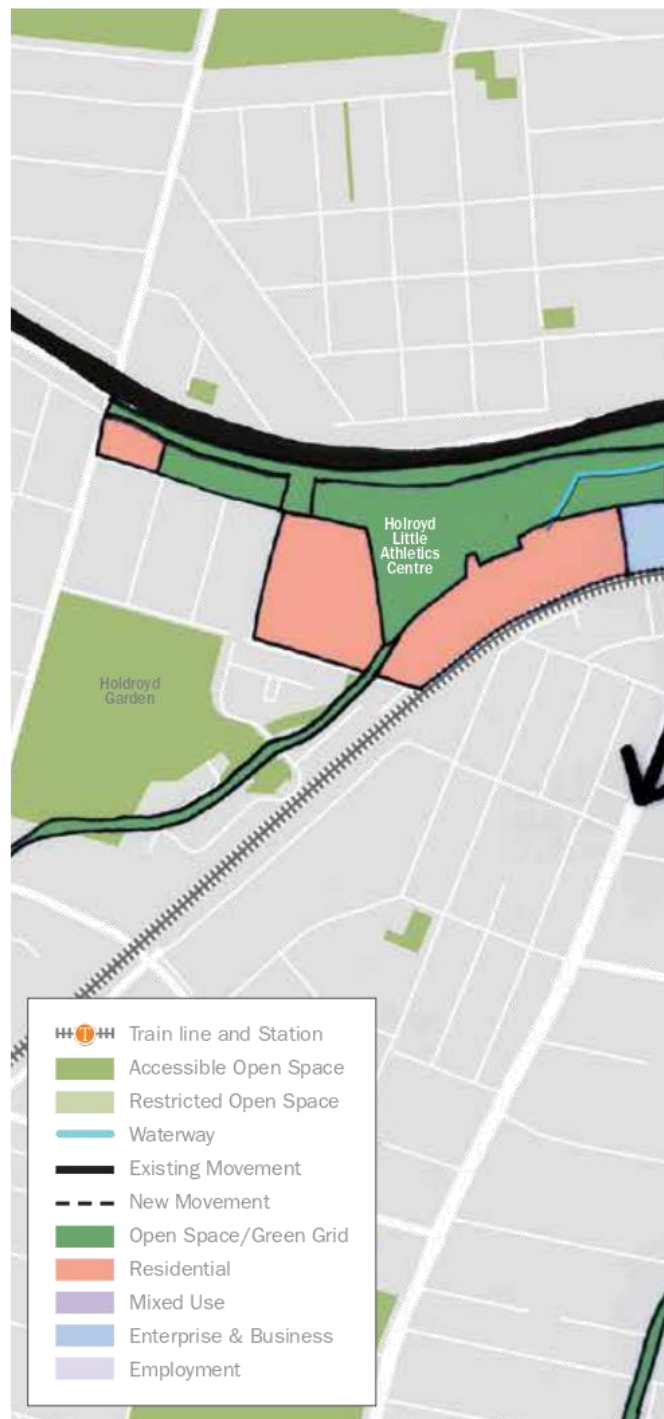 Holroyd
Little
Athletics
Centre
Holdroyd
Garden
T
Train line and Station
Accessible Open Space
Restricted Open Space
Waterway
Existing Movement
New Movement
Open Space/Green Grid
Residential
Mixed Use
Enterprise & Business
Employment